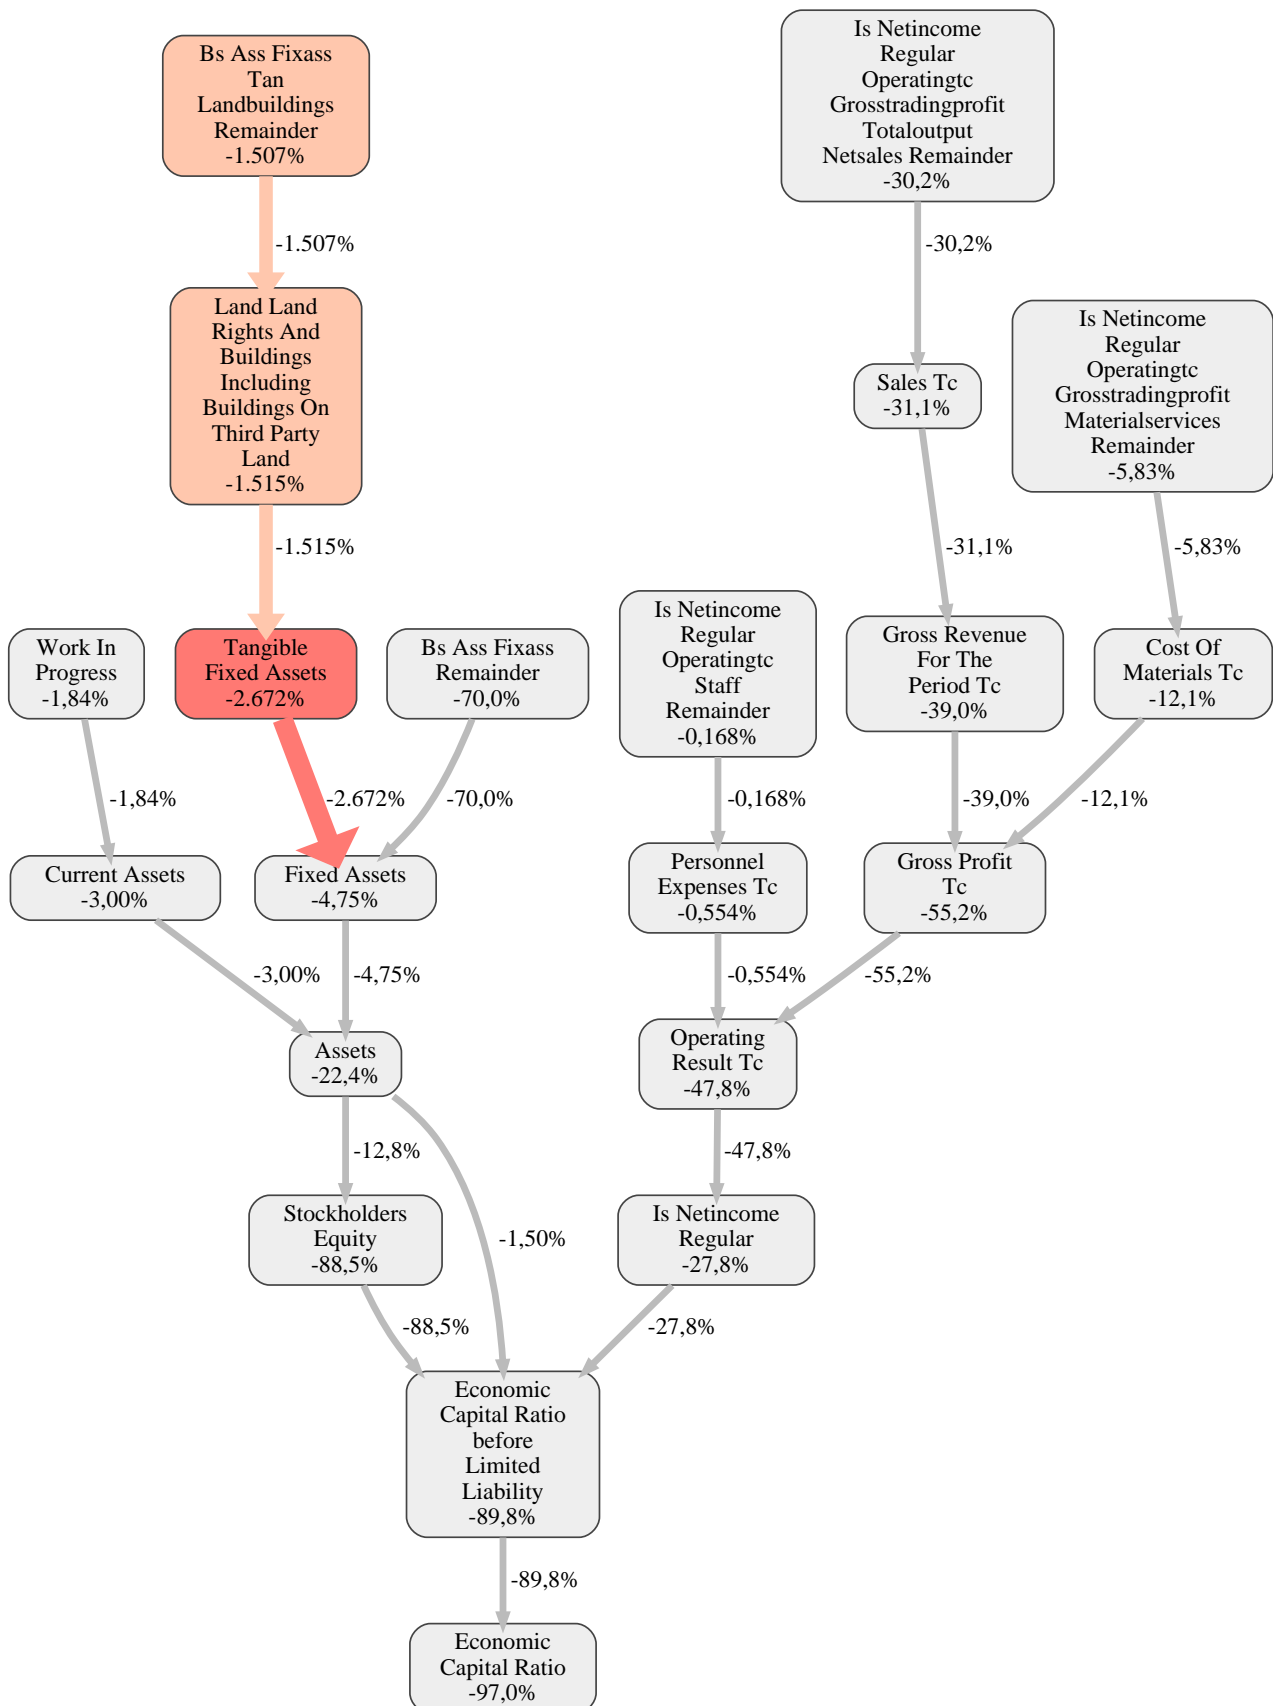 Bs Ass Fixass
Tan
Landbuildings
Remainder
-1.507%
Is Netincome
Regular
Operatingtc
Grosstradingprofit
Totaloutput
Netsales Remainder
-30,2%
-1.507%
-30,2%
Land Land
Rights And
Buildings
Including
Buildings On
Third Party
Land
-1.515%
Is Netincome
Regular
Operatingtc
Grosstradingprofit
Materialservices
Remainder
-5,83%
Sales Tc
-31,1%
-1.515%
-31,1%
-5,83%
Work In
Progress
-1,84%
Tangible
Fixed Assets
-2.672%
Bs Ass Fixass
Remainder
-70,0%
Is Netincome
Regular
Operatingtc
Staff
Remainder
-0,168%
Gross Revenue
For The
Period Tc
-39,0%
Cost Of
Materials Tc
-12,1%
-1,84%
-2.672%
-70,0%
-0,168%
-39,0%
-12,1%
Current Assets
-3,00%
Fixed Assets
-4,75%
Personnel
Expenses Tc
-0,554%
Gross Profit
Tc
-55,2%
-3,00%
-4,75%
-0,554%
-55,2%
Assets
-22,4%
Operating
Result Tc
-47,8%
-12,8%
-47,8%
Stockholders
Equity
-88,5%
-1,50%
Is Netincome
Regular
-27,8%
-88,5%
-27,8%
Economic
Capital Ratio
before
Limited
Liability
-89,8%
-89,8%
Economic
Capital Ratio
-97,0%